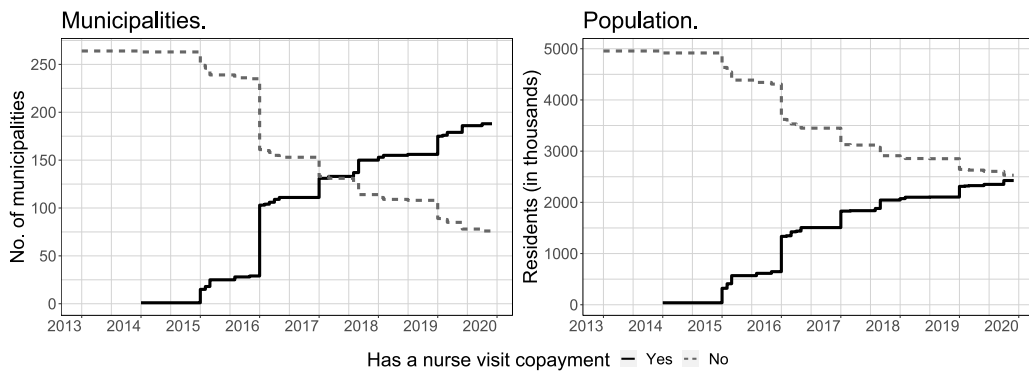 Municipalities.
No. of municipalities
250
200
150
100
50
0
2013 2014 2015 2016 2017 2018 2019 2020
Population.
Residents (in thousands)
5000
4000
3000
2000
1000
0
2013 2014 2015 2016 2017 2018 2019 2020
Has a nurse visit copayment Yes No